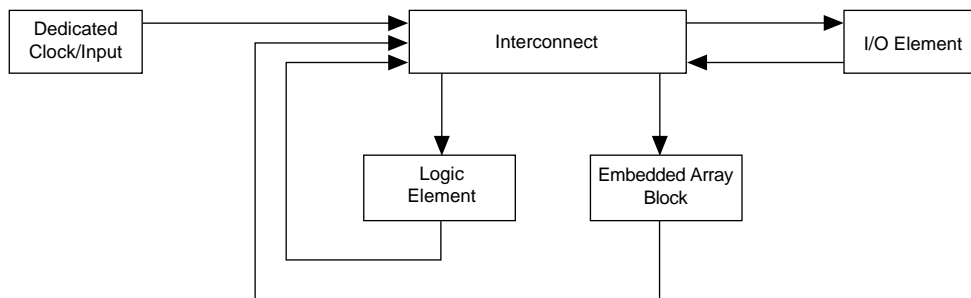 Dedicated
Clock/Input
Interconnect
I/O Element
Logic
Element
Embedded Array
Block